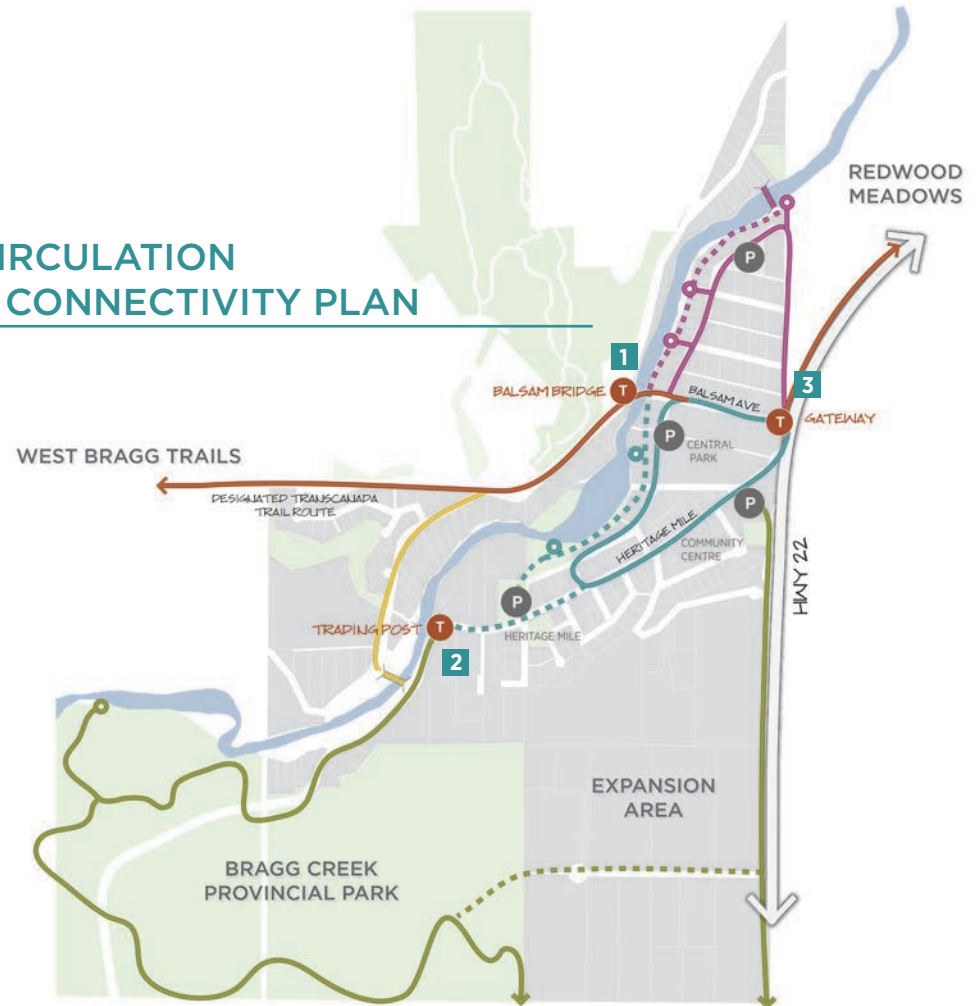 IRCULATION
CONNECTIVITY PLAN
REDWOOD
MEADOWS
P
1
BALSAM BRIDGE
T
3
BALSAM AVE
T
GATEWAY
P
CENTRAL
PARK
WEST BRAGG TRAILS
DESIGNATED TRANSCANADA
TRAIL ROUTE
P
HERITAGE MILE
COMMUNITY
CENTRE
HWY 22
P
HERITAGE MILE
TRADING POST
T
2
EXPANSION
AREA
BRAGG CREEK
PROVINCIAL PARK